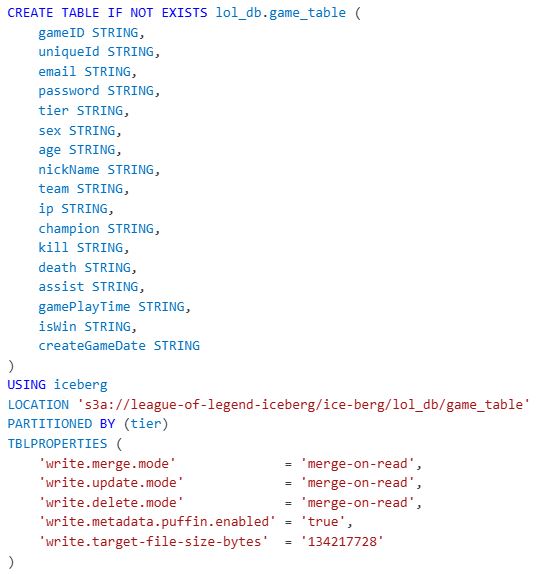 CREATE TABLE IF NOT EXISTS lol_db.game_table (
    gameID STRING,
    uniqueId STRING,
    email STRING,
    password STRING,
    tier STRING,
    sex STRING,
    age STRING,
    nickName STRING,
    team STRING,
    ip STRING,
    champion STRING,
    kill STRING,
    death STRING,
    assist STRING,
    gamePlayTime STRING,
    isWin STRING,
    createGameDate STRING
)
USING iceberg
LOCATION 's3a://league-of-legend-iceberg/ice-berg/lol_db/game_table'
PARTITIONED BY (tier)
TBLPROPERTIES (
    'write.merge.mode'              = 'merge-on-read',
    'write.update.mode'             = 'merge-on-read',
    'write.delete.mode'             = 'merge-on-read',
    'write.metadata.puffin.enabled' = 'true',
    'write.target-file-size-bytes'  = '134217728'
)